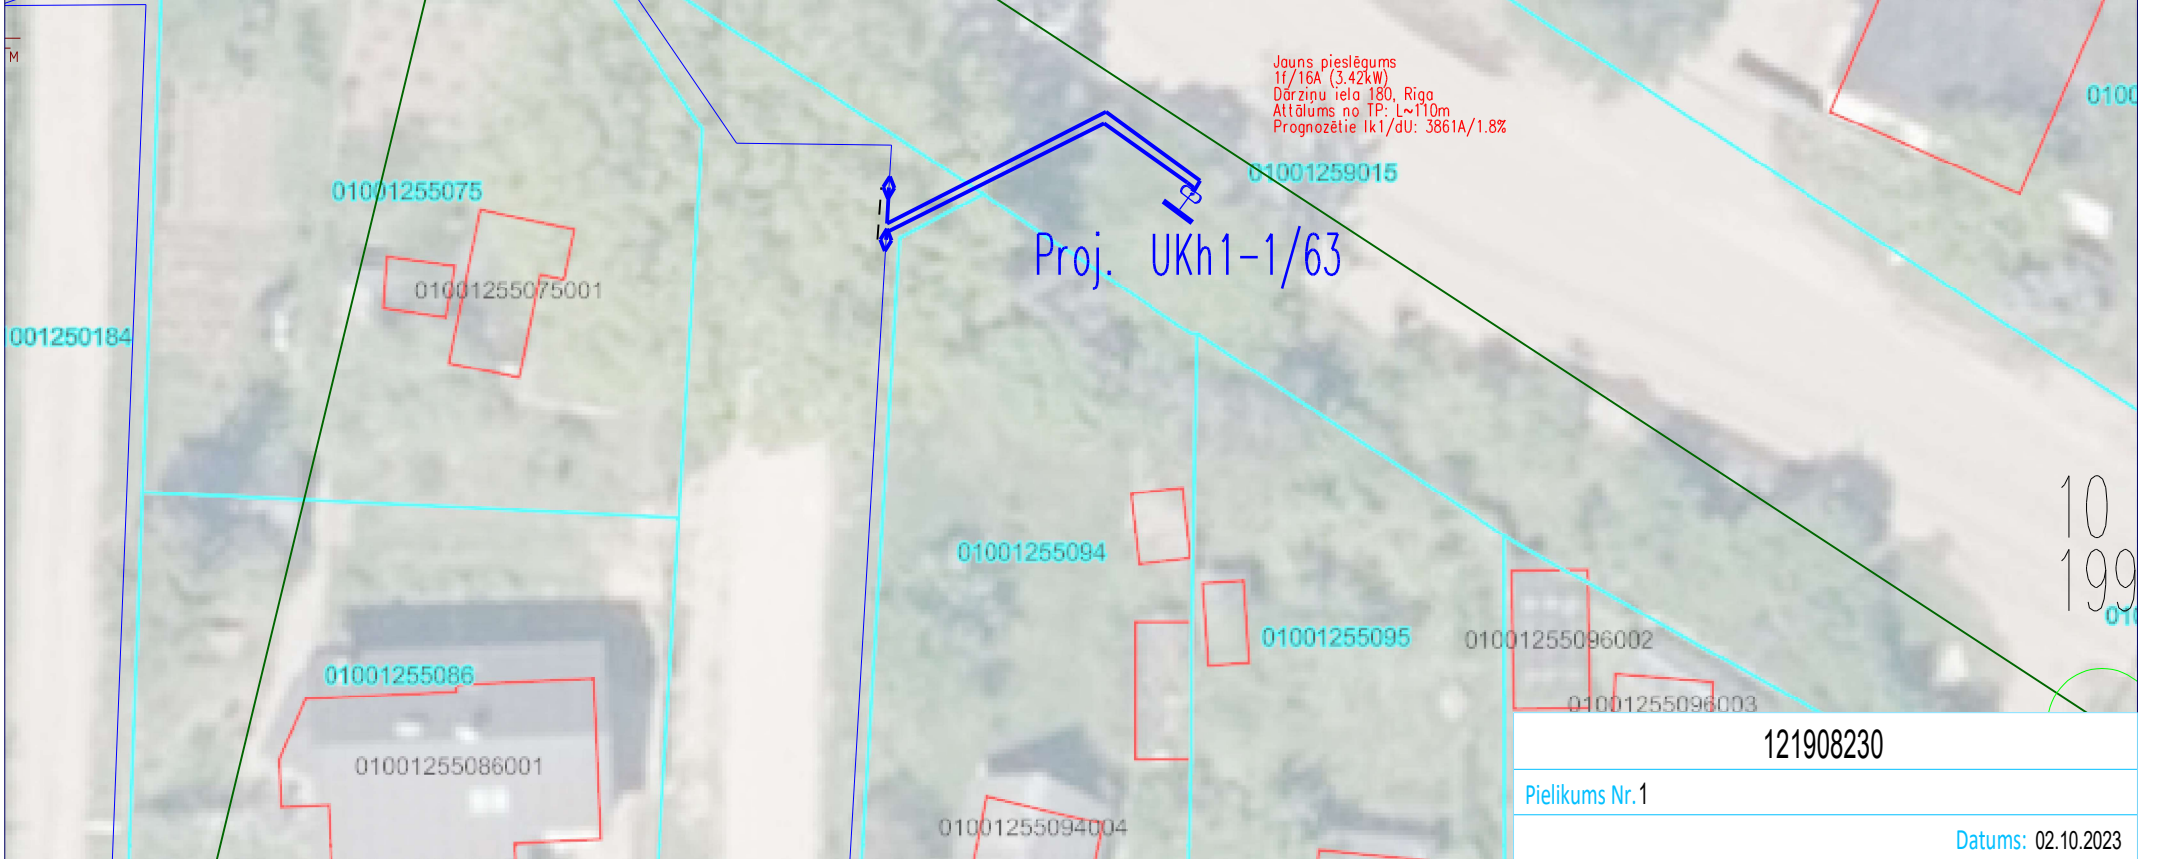 M
Jauns pieslēgums
1f/16A (3.42kW)
Dārziņu iela 180, Rīga
Attālums no TP: L~110m
Prognozētie Ik1/dU: 3861A/1.8%
0100
01001259015
01001255075
Proj. UKh1-1/63
01001255075001
001250184
10
199
01001255094
010
01001255095
01001255096002
01001255086
01001255096003
121908230
01001255086001
Pielikums Nr.1
01001255094004
Datums: 02.10.2023